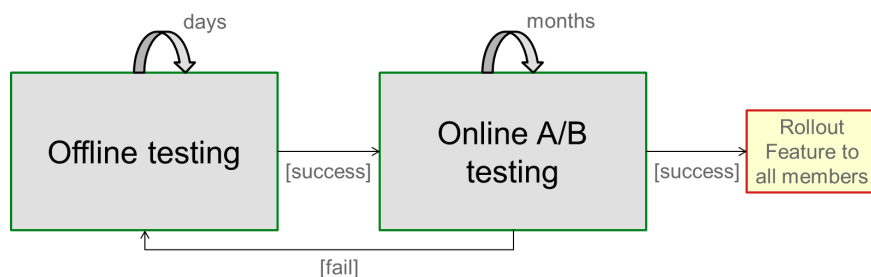 days
months
Offline testing
[success]
Online A/B
testing
[success]
Rollout
Feature to
all members
[fail]